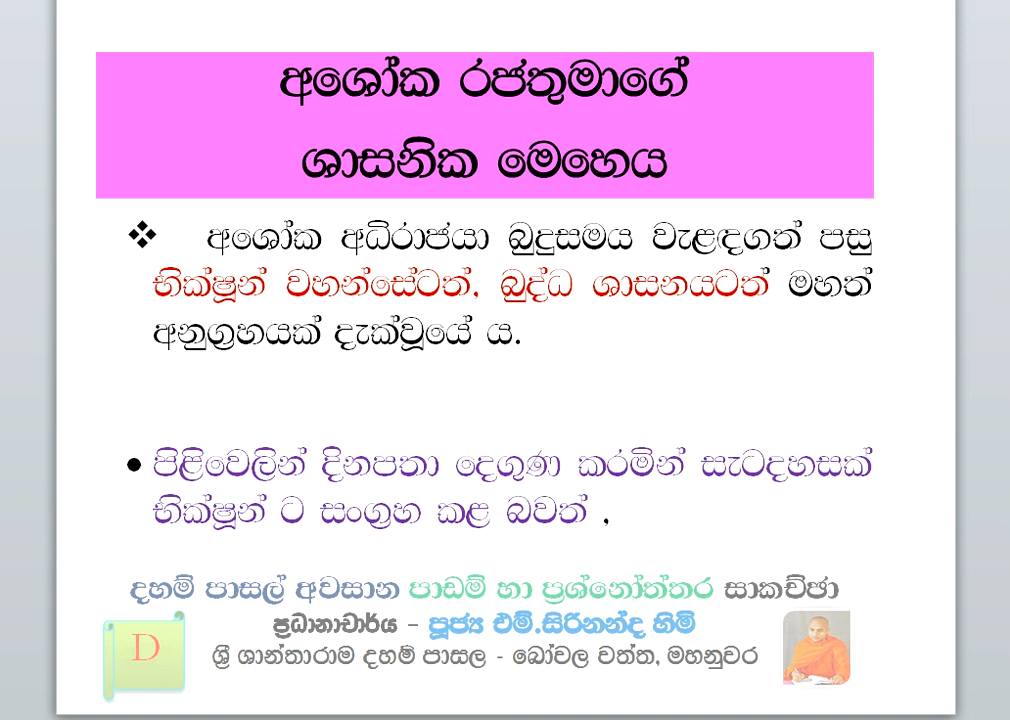 අශෝක රජතුමාගේ
ශාසනික මෙහෙය
❖ අශෝක අධිරාජයා බුදුසමය වැළඳගත් පසු
භික්ෂූන් වහන්සේටත්, බුද්ධ ශාසනයටත් මහත්
අනුග්‍රහයක් දැක්වූයේ ය.
• පිළිවෙලින් දිනපතා දෙගුණ කරමින් සැටදහසක්
භික්ෂූන් ට සංග්‍රහ කළ බවත් ,
දහම් පාසල් අවසාන පාඩම් හා ප්‍රශ්නෝත්තර සාකච්ඡා
ප්‍රධානාචාර්ය - පූජ්‍ය එම්.සිරිනන්ද හිමි
D
ශ්‍රී ශාන්තාරාම දහම් පාසල - බෝවල වත්ත, මහනුවර